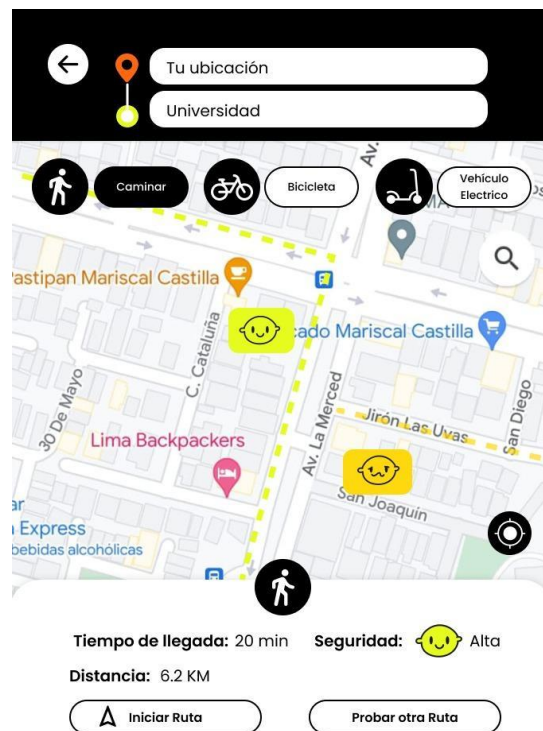 Tu ubicación
Universidad
Av.
Caminar
Bicicleta
Vehículo
Electrico
Pastipan Mariscal Castilla
cado Mariscal Castilla
C. Cataluña
30 De Mayo
Av. La Merced
Jirón Las Uvas
San Diego
Lima Backpackers
San Joaquin
ar
Express
bebidas alcohólicas
Tiempo de llegada: 20 min
Seguridad: Alta
Distancia: 6.2 KM
Iniciar Ruta
Probar otra Ruta